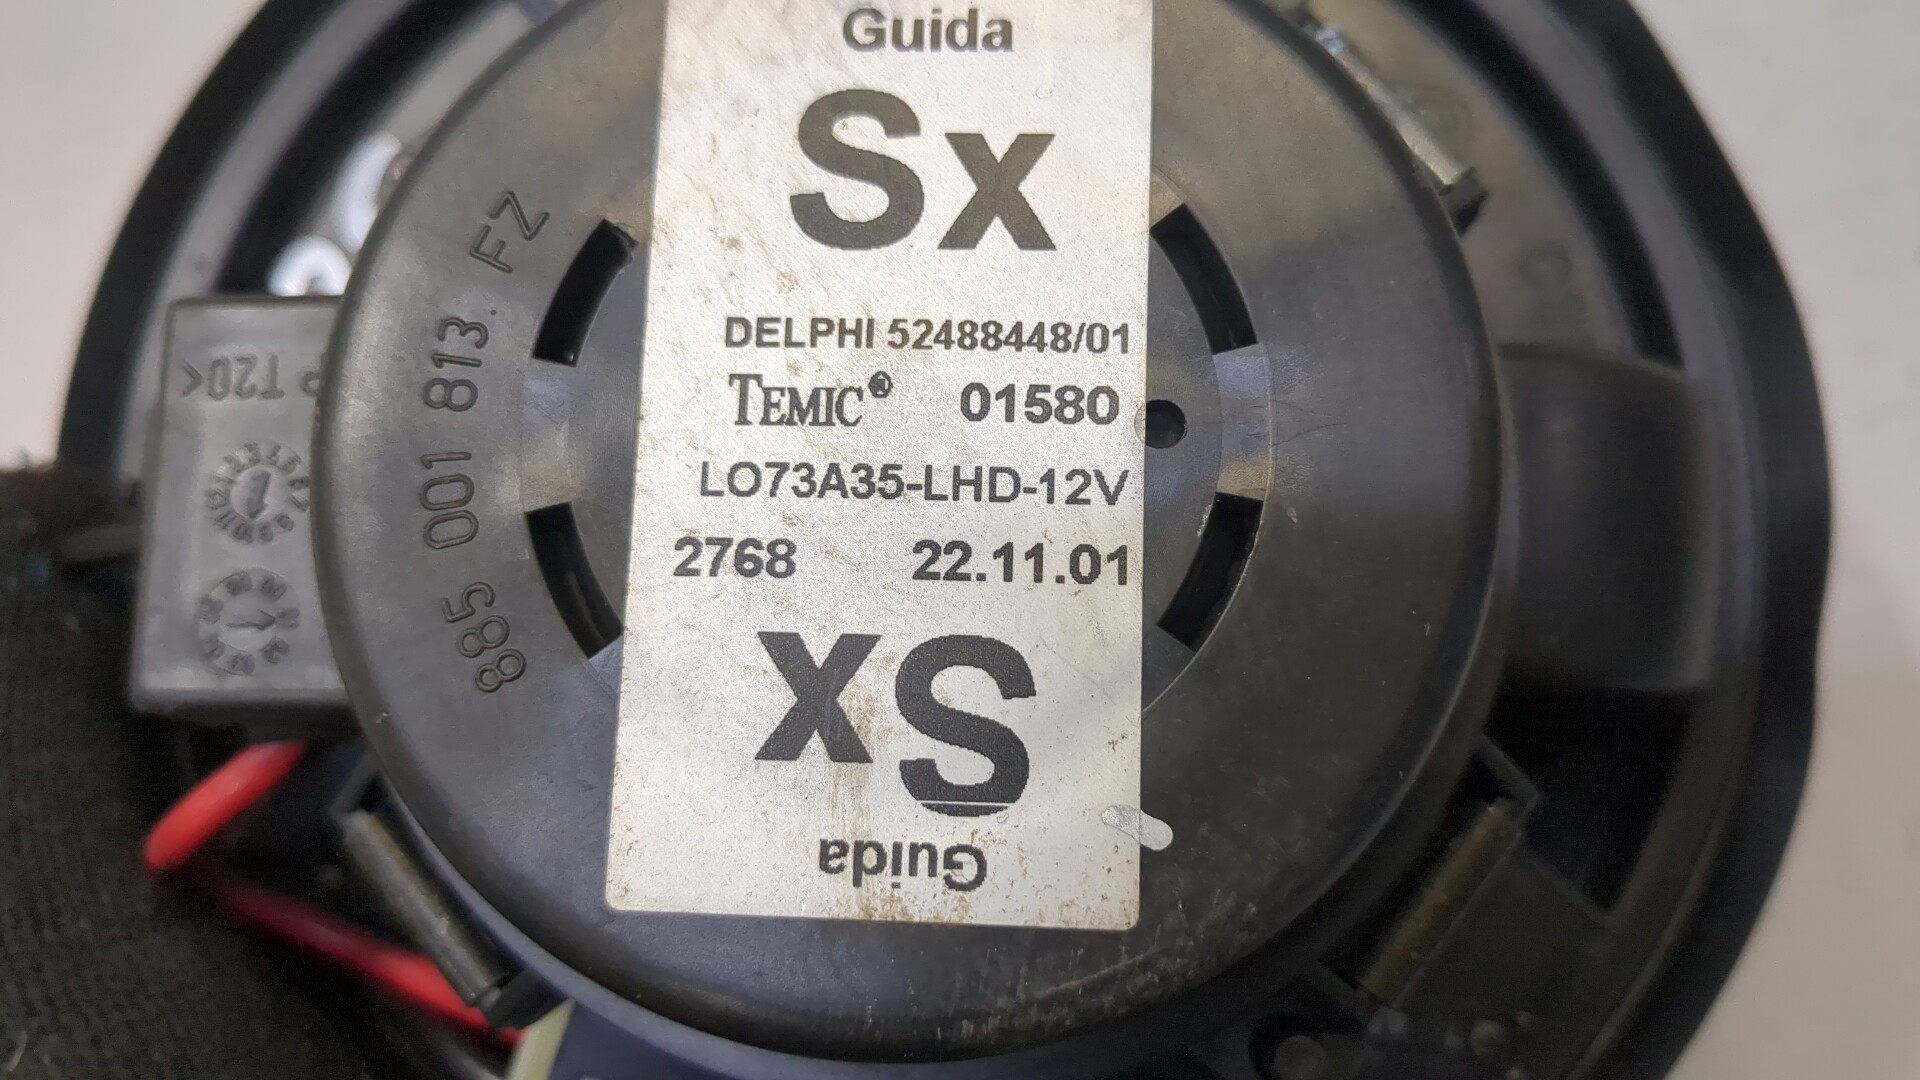 Guida
Sx
DELPHI 52488448/01
TEMIC® 01580
LO73A35-LHD-12V
2768 22.11.01
Sx
Guida
885 001 813. FZ
P T20<